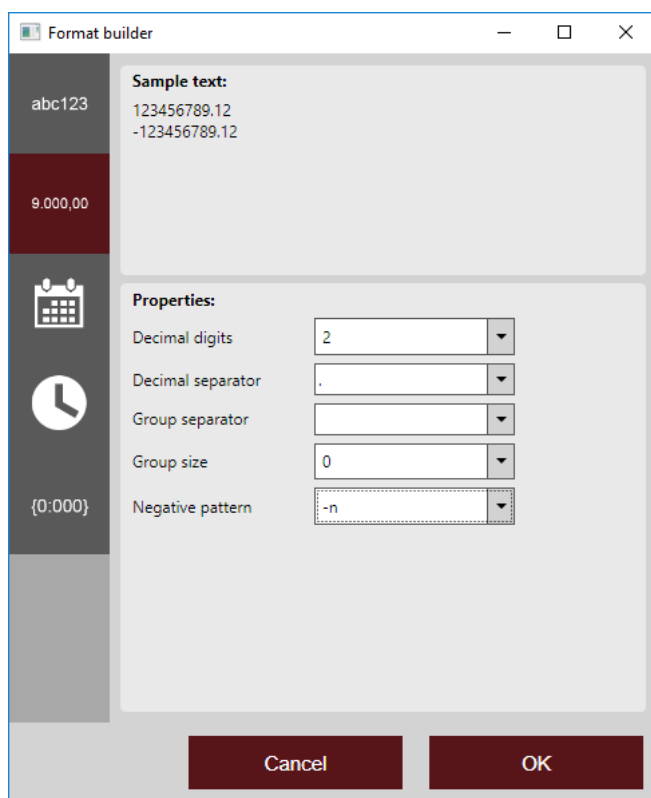 Format builder
abc123
9.000,00
{0:000}
Sample text:
123456789.12
-123456789.12
Properties:
Decimal digits 2
Decimal separator .
Group separator
Group size 0
Negative pattern -n
Cancel OK